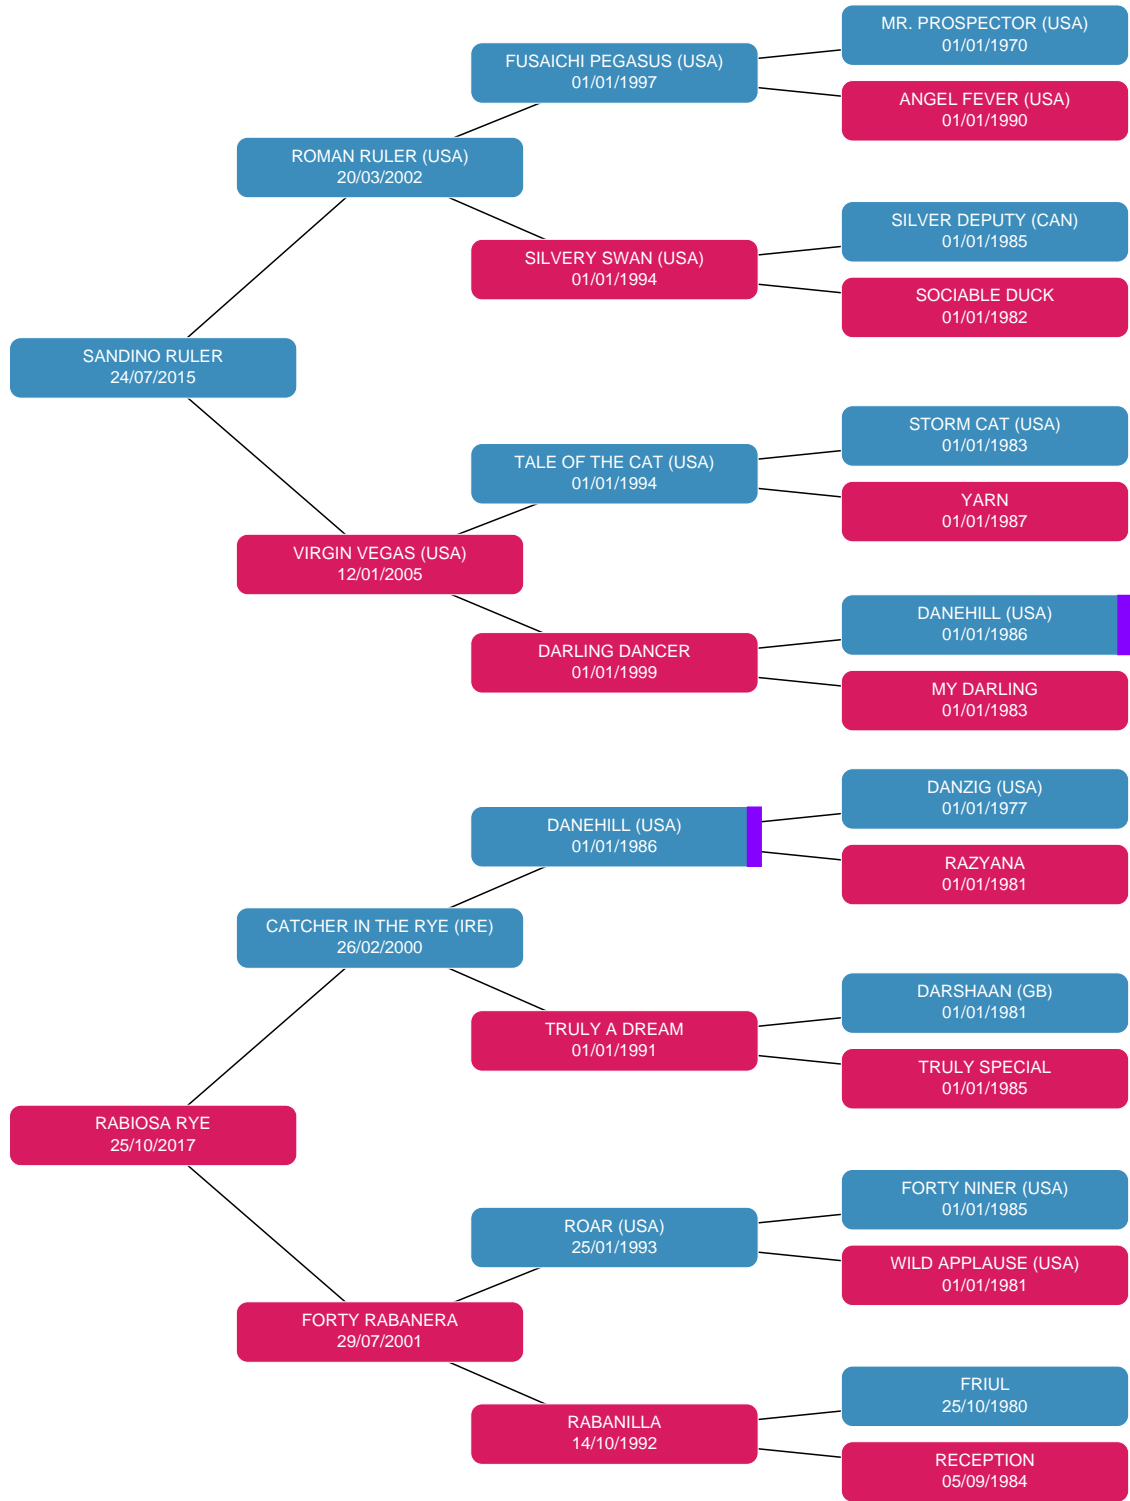 MR. PROSPECTOR (USA)
01/01/1970
FUSAICHI PEGASUS (USA)
01/01/1997
ANGEL FEVER (USA)
01/01/1990
ROMAN RULER (USA)
20/03/2002
SILVER DEPUTY (CAN)
01/01/1985
SILVERY SWAN (USA)
01/01/1994
SOCIABLE DUCK
01/01/1982
SANDINO RULER
24/07/2015
STORM CAT (USA)
01/01/1983
TALE OF THE CAT (USA)
01/01/1994
YARN
01/01/1987
VIRGIN VEGAS (USA)
12/01/2005
DANEHILL (USA)
01/01/1986
DARLING DANCER
01/01/1999
MY DARLING
01/01/1983
DANZIG (USA)
01/01/1977
DANEHILL (USA)
01/01/1986
RAZYANA
01/01/1981
CATCHER IN THE RYE (IRE)
26/02/2000
DARSHAAN (GB)
01/01/1981
TRULY A DREAM
01/01/1991
TRULY SPECIAL
01/01/1985
RABIOSA RYE
25/10/2017
FORTY NINER (USA)
01/01/1985
ROAR (USA)
25/01/1993
WILD APPLAUSE (USA)
01/01/1981
FORTY RABANERA
29/07/2001
FRIUL
25/10/1980
RABANILLA
14/10/1992
RECEPTION
05/09/1984